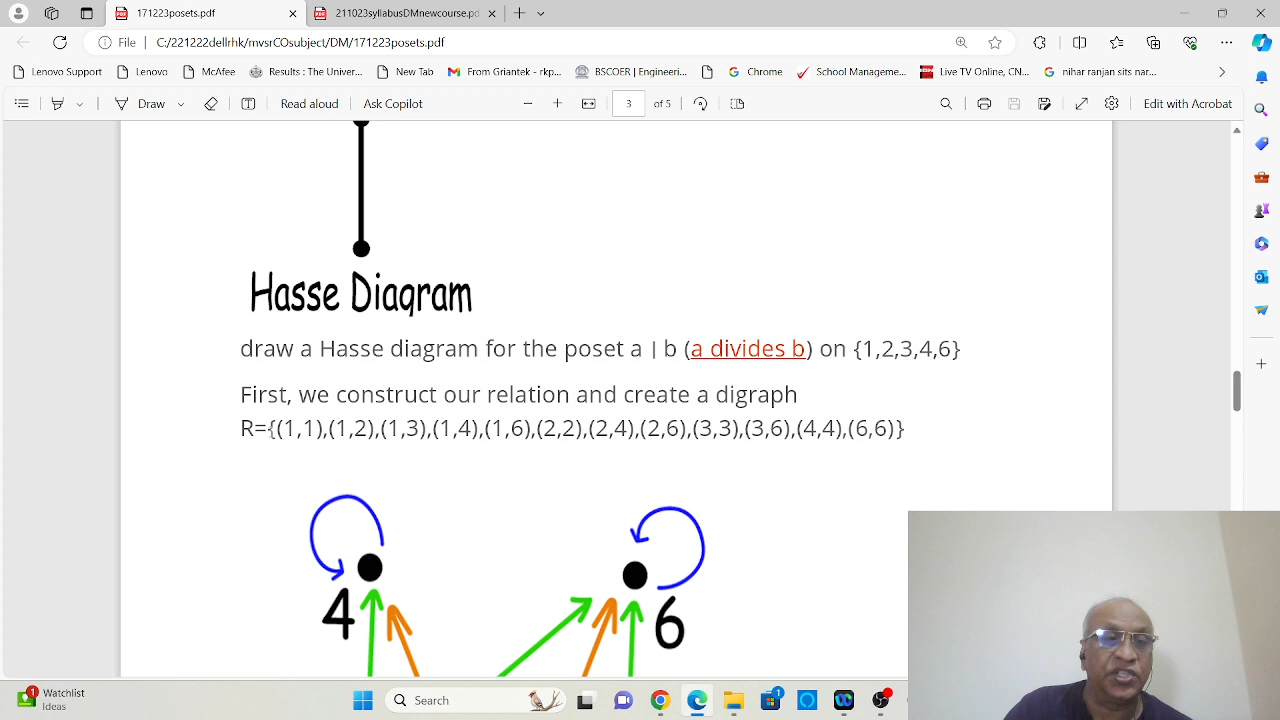 171223posets.pdf
211023syllabusDMnewcourse.pd
File
C:/221222dellrhk/mvsrCOsubject/DM/171223posets.pdf
Lenovo Support
Lenovo
McAfee
Results : The Univer...
New Tab
From Griantek - rkp...
BSCOER | Engineeri...
Chrome
School Manageme...
Live TV Online, CN...
nihar ranjan sits nar...
Draw
Read aloud
Ask Copilot
3 of 5
Edit with Acrobat
Hasse Diagram
draw a Hasse diagram for the poset a ∣ b (a divides b) on {1,2,3,4,6}
First, we construct our relation and create a digraph
R={(1,1),(1,2),(1,3),(1,4),(1,6),(2,2),(2,4),(2,6),(3,3),(3,6),(4,4),(6,6)}
4
6
1
Watchlist
Ideas
Search
1